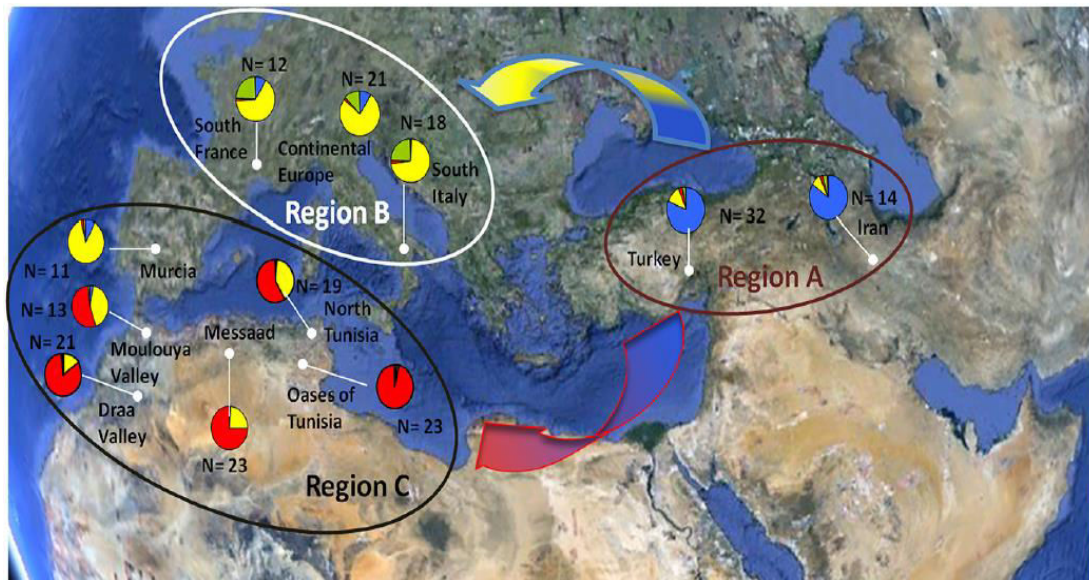 N= 12
South
France
N= 21
Continental
Europe
N= 18
South
Italy
Region B
N= 32
Turkey
N= 14
Iran
Region A
N= 11
Murcia
N= 13
Moulouya
Valley
N= 21
Draa
Valley
Messaad
N= 23
N= 19
North
Tunisia
Oases of
Tunisia
N= 23
Region C